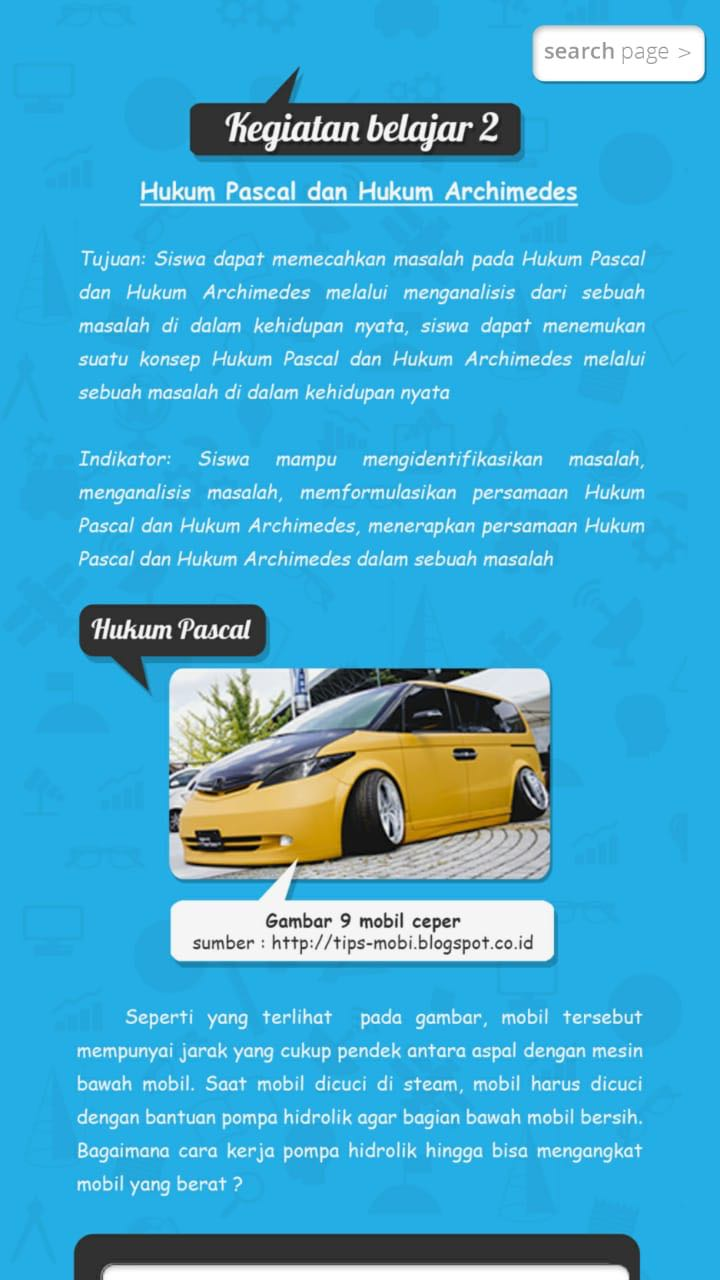 search page >
Kegiatan belajar 2
Hukum Pascal dan Hukum Archimedes
Tujuan: Siswa dapat memecahkan masalah pada Hukum Pascal
dan Hukum Archimedes melalui menganalisis dari sebuah
masalah di dalam kehidupan nyata, siswa dapat menemukan
suatu konsep Hukum Pascal dan Hukum Archimedes melalui
sebuah masalah di dalam kehidupan nyata
Indikator: Siswa mampu mengidentifikasikan masalah,
menganalisis masalah, memformulasikan persamaan Hukum
Pascal dan Hukum Archimedes, menerapkan persamaan Hukum
Pascal dan Hukum Archimedes dalam sebuah masalah
Hukum Pascal
Gambar 9 mobil ceper
sumber : http://tips-mobi.blogspot.co.id
Seperti yang terlihat pada gambar, mobil tersebut
mempunyai jarak yang cukup pendek antara aspal dengan mesin
bawah mobil. Saat mobil dicuci di steam, mobil harus dicuci
dengan bantuan pompa hidrolik agar bagian bawah mobil bersih.
Bagaimana cara kerja pompa hidrolik hingga bisa mengangkat
mobil yang berat ?